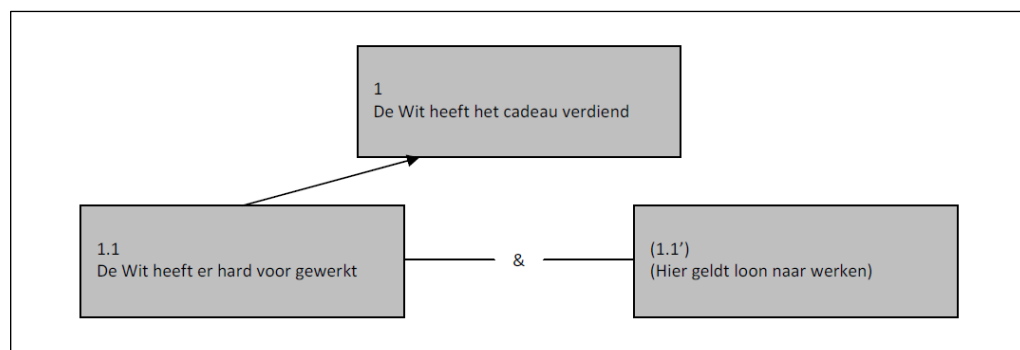 1
De Wit heeft het cadeau verdiend
1.1
De Wit heeft er hard voor gewerkt
&
(1.1’)
(Hier geldt loon naar werken)